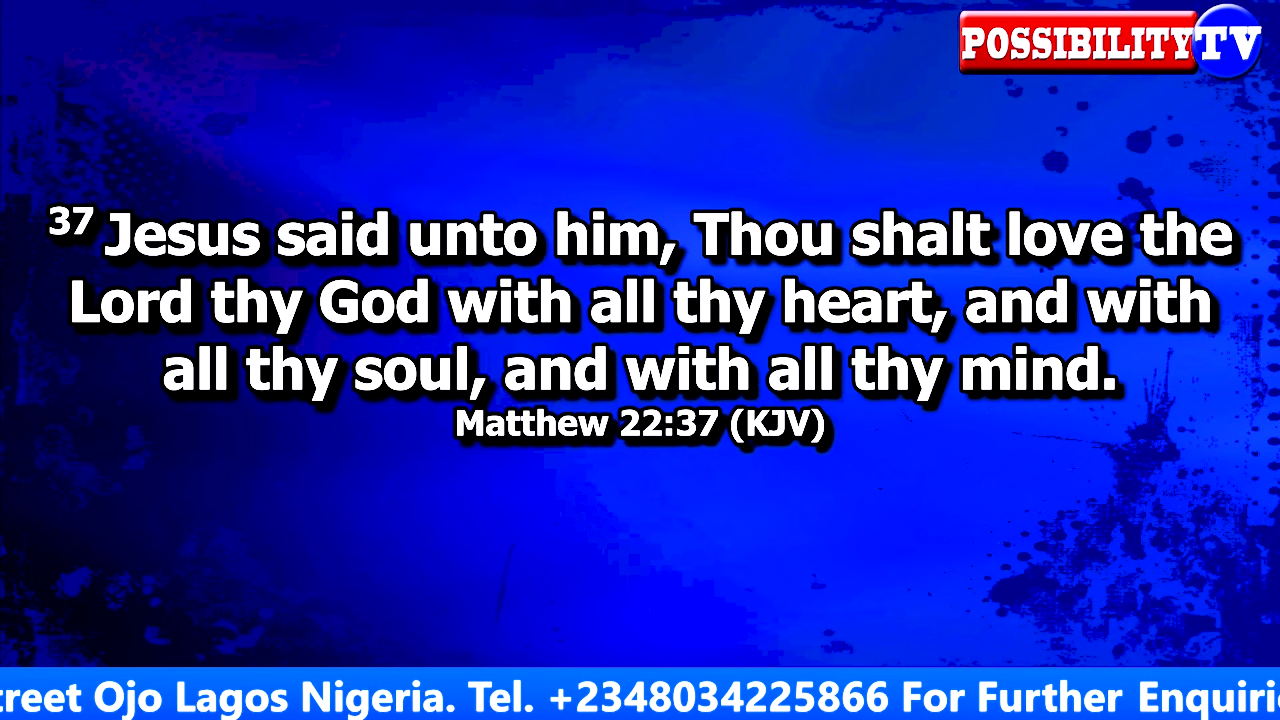 POSSIBILITY TV
37 Jesus said unto him, Thou shalt love the
Lord thy God with all thy heart, and with
all thy soul, and with all thy mind.
Matthew 22:37 (KJV)
treet Ojo Lagos Nigeria. Tel. +2348034225866 For Further Enquiri